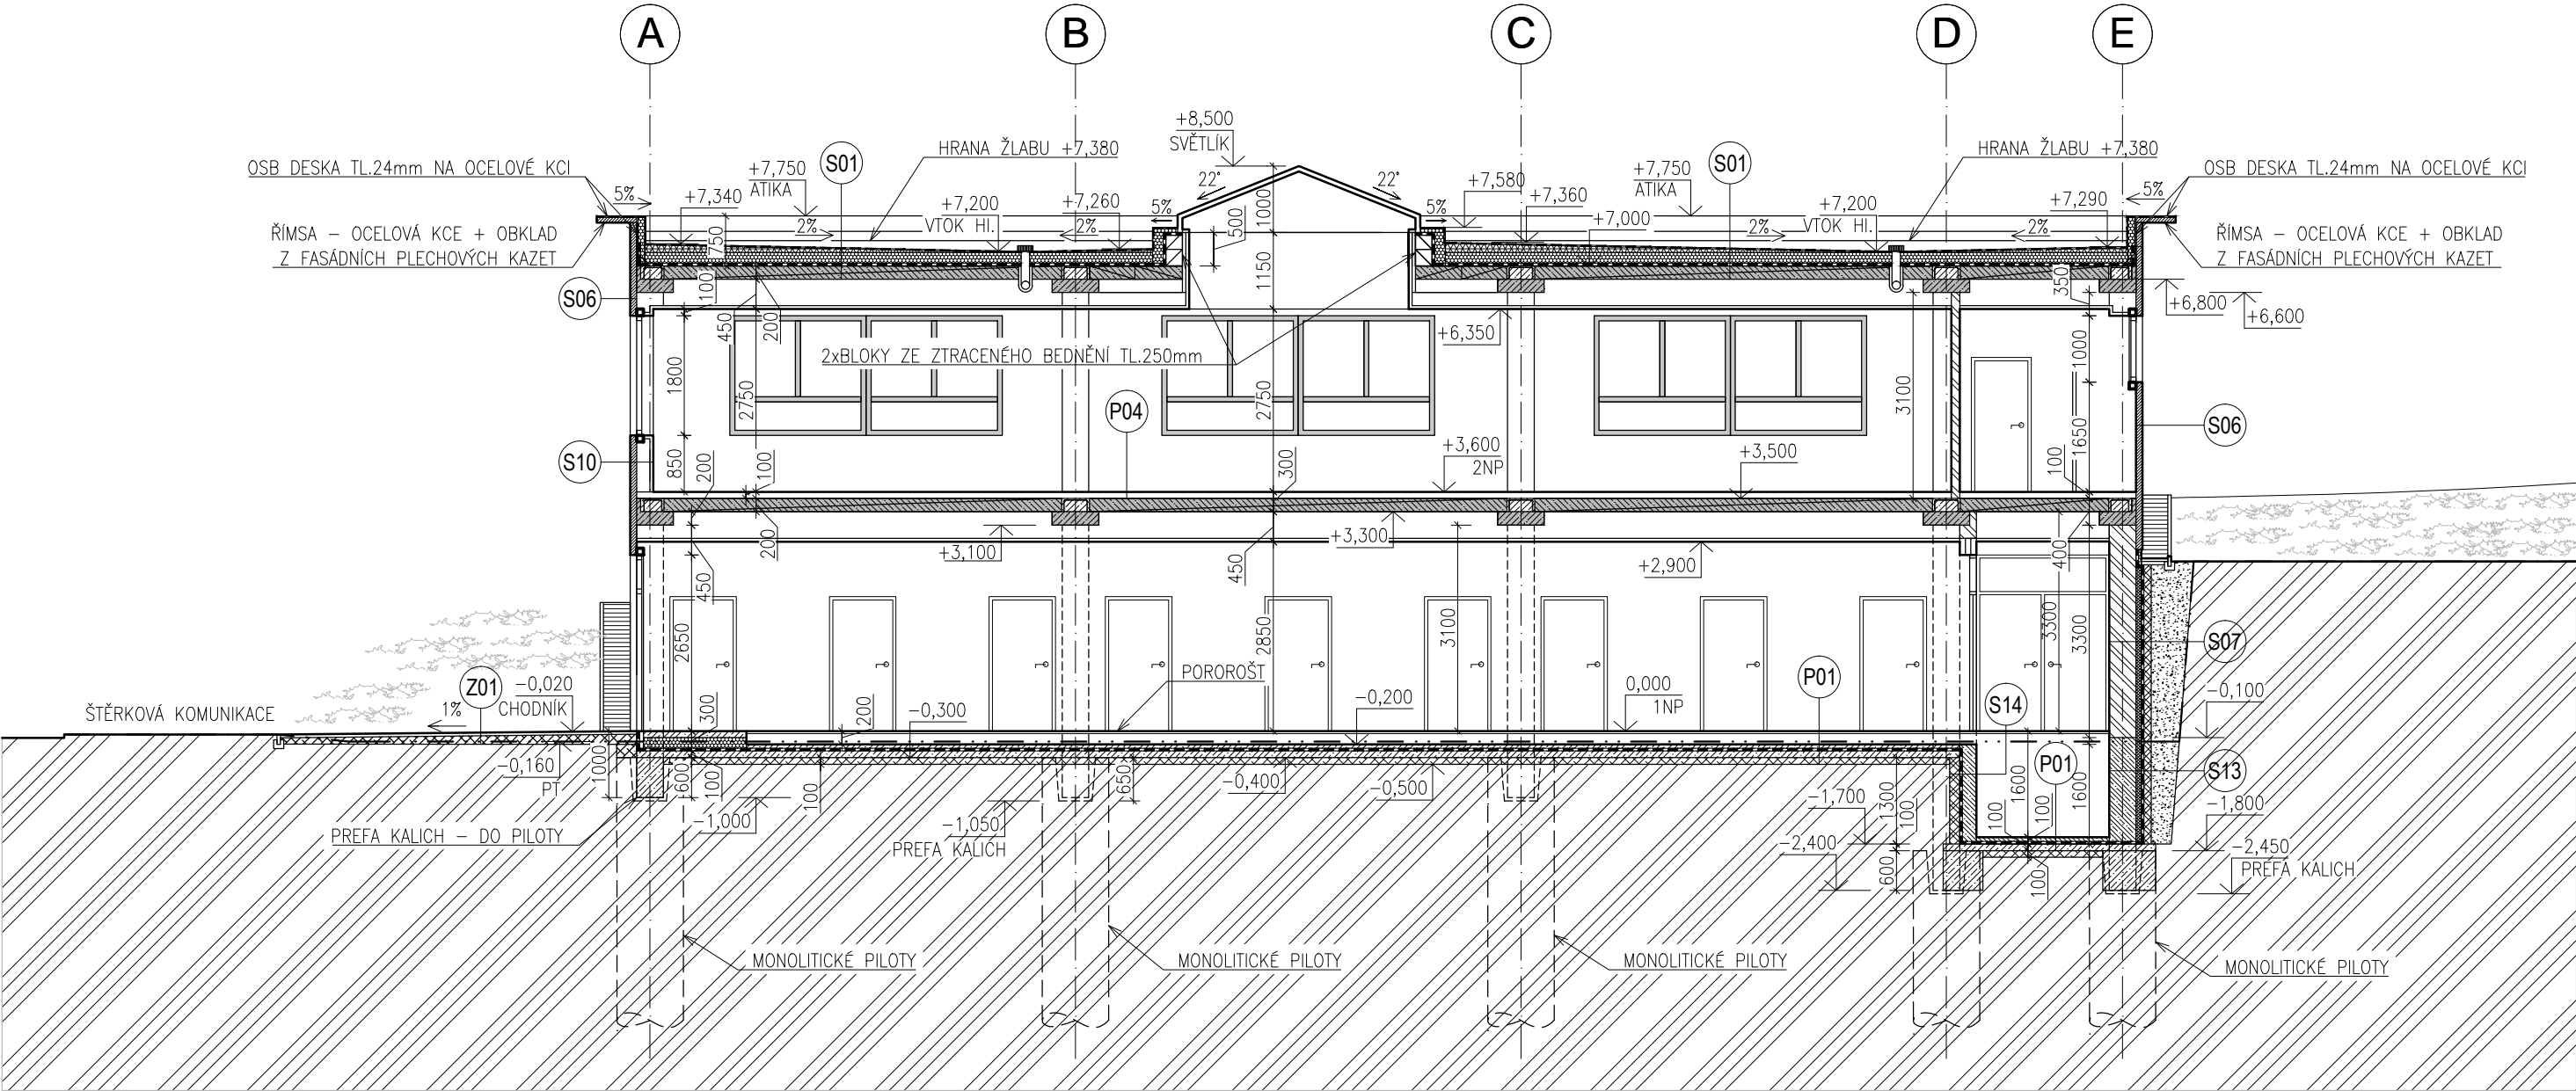 A B C D E
+8,500
SVĚTLÍK
HRANA ŽLABU +7,380
HRANA ŽLABU +7,380
OSB DESKA TL.24mm NA OCELOVÉ KCI
+7,750
ATIKA
S01
22°
22°
+7,580
+7,750
ATIKA
S01
OSB DESKA TL.24mm NA OCELOVÉ KCI
5%
+7,340
+7,200
VTOK HI.
+7,260
5%
1000
5%
+7,360
+7,000
+7,200
VTOK HI.
+7,290
5%
ŘÍMSA – OCELOVÁ KCE + OBKLAD
Z FASÁDNÍCH PLECHOVÝCH KAZET
750
2%
2%
500
2%
2%
ŘÍMSA – OCELOVÁ KCE + OBKLAD
Z FASÁDNÍCH PLECHOVÝCH KAZET
S06
100
450
200
1150
350
+6,800
+6,600
+6,350
2xBLOKY ZE ZTRACENÉHO BEDNĚNÍ TL.250mm
1800
2750
2750
3100
1000
P04
S06
S10
850
200
100
300
+3,600
2NP
+3,500
100
1650
200
+3,100
450
+3,300
+2,900
400
450
2650
2850
3100
3300
3300
S07
Z01
-0,020
CHODNÍK
ŠTĚRKOVÁ KOMUNIKACE
1%
300
200
-0,300
POROROŠT
-0,200
0,000
1NP
P01
S14
-0,100
-0,160
PT
1000
600
100
100
-1,000
650
-0,400
-0,500
P01
S13
-1,700
1300
100
100
1600
100
1600
-1,800
PREFA KALICH – DO PILOTY
-1,050
PREFA KALICH
-2,400
600
100
-2,450
PREFA KALICH
MONOLITICKÉ PILOTY
MONOLITICKÉ PILOTY
MONOLITICKÉ PILOTY
MONOLITICKÉ PILOTY